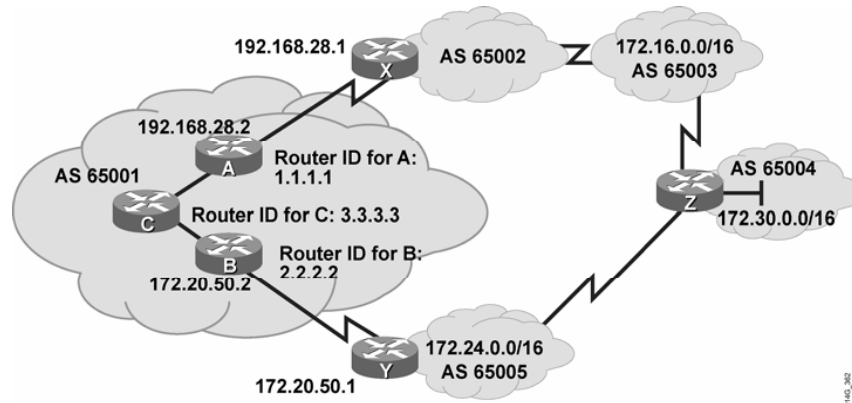 192.168.28.1
X
AS 65002
172.16.0.0/16
AS 65003
192.168.28.2
A
Router ID for A:
1.1.1.1
AS 65001
C
Router ID for C: 3.3.3.3
AS 65004
Z
172.30.0.0/16
B
Router ID for B:
2.2.2.2
172.20.50.2
172.24.0.0/16
Y
AS 65005
172.20.50.1
14G_362